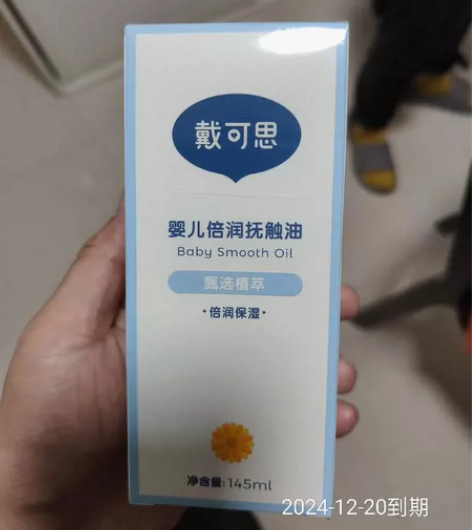 戴可思
婴儿倍润抚触油
Baby Smooth Oil
甄选植萃
·倍润保湿·
净含量:145ml
2024-12-20到期